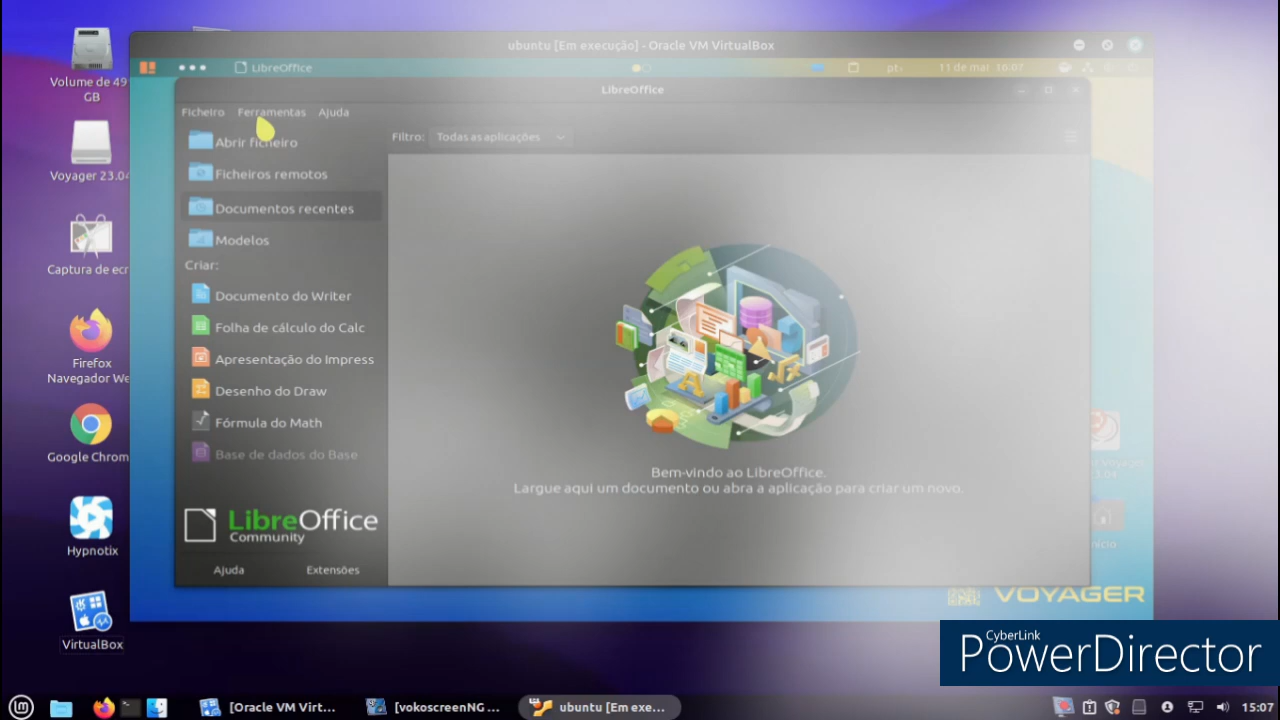 ubuntu [Em execução] - Oracle VM VirtualBox
LibreOffice
pt-
11 de mar 16:07
LibreOffice
Ficheiro Ferramentas Ajuda
Filtro: Todas as aplicações
Abrir ficheiro
Ficheiros remotos
Documentos recentes
Modelos
Criar:
Documento do Writer
Folha de cálculo do Calc
Apresentação do Impress
Desenho do Draw
Fórmula do Math
Base de dados do Base
LibreOffice
Community
Ajuda Extensões
Bem-vindo ao LibreOffice.
Largue aqui um documento ou abra a aplicação para criar um novo.
Volume de 49
GB
Voyager 23.04
Captura de ecr
Firefox
Navegador We
Google Chrom
Hypnotix
VirtualBox
Voyager
23.04
Início
VOYAGER
CyberLink
PowerDirector
[Oracle VM Virt... [vokoscreenNG ... ubuntu [Em exe... 15:07